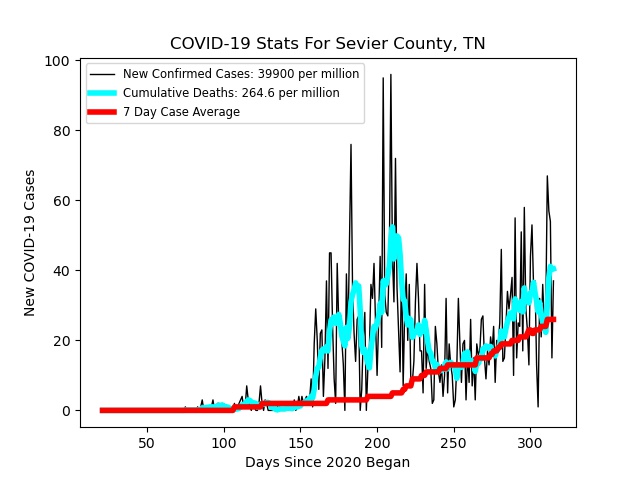 COVID-19 Stats For Sevier County, TN
New Confirmed Cases: 39900 per million
Cumulative Deaths: 264.6 per million
7 Day Case Average
100
80
60
40
20
0
New COVID-19 Cases
50 100 150 200 250 300
Days Since 2020 Began